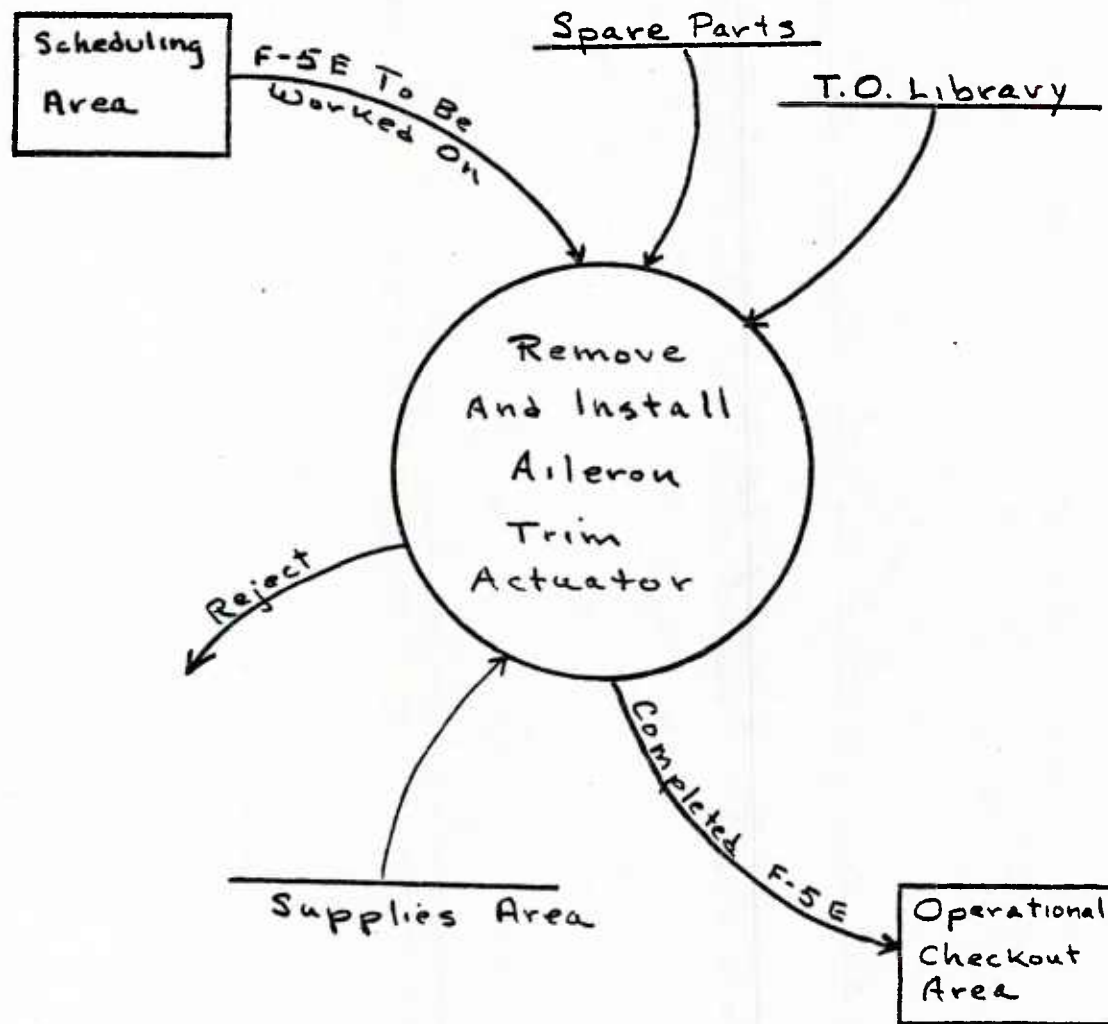 Scheduling
Area
F-5E To Be
Worked On
Spare Parts
T.O. Library
Remove
And Install
Aileron
Trim
Actuator
Reject
Completed F-5E
Supplies Area
Operational
Checkout
Area